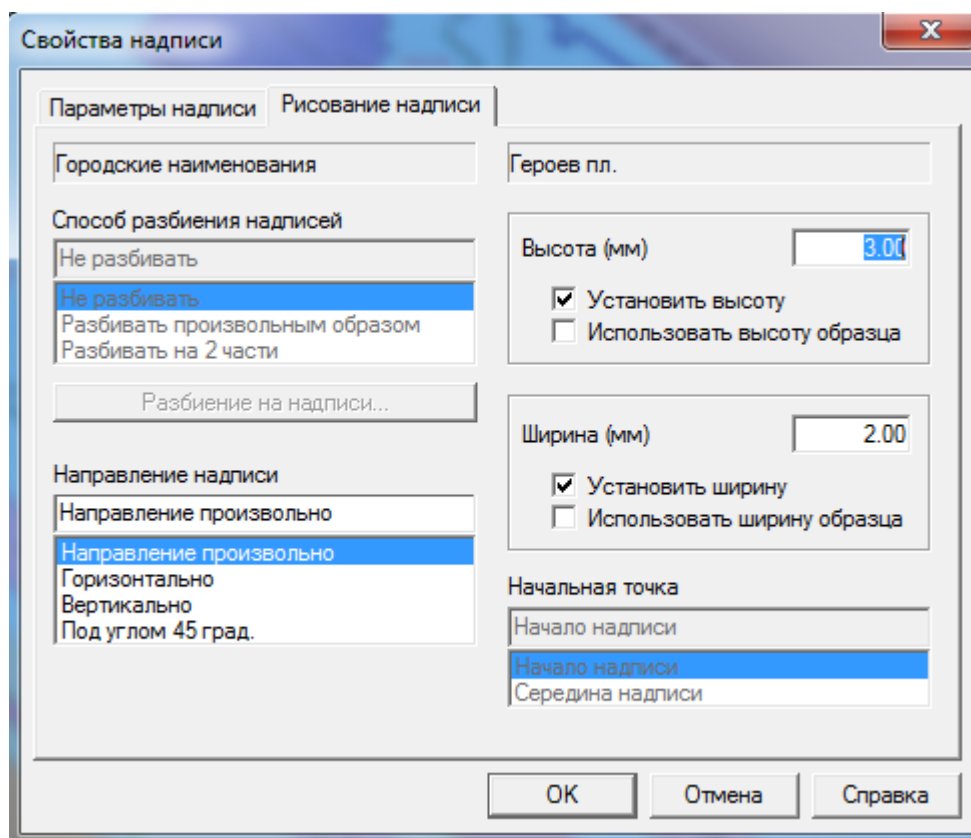 Свойства надписи
Параметры надписи
Рисование надписи
Городские наименования
Способ разбиения надписей
Не разбивать
Не разбивать
Разбивать произвольным образом
Разбивать на 2 части
Разбиение на надписи...
Направление надписи
Направление произвольно
Направление произвольно
Горизонтально
Вертикально
Под углом 45 град.
Героев пл.
Высота (мм) 3.00
Установить высоту
Использовать высоту образца
Ширина (мм) 2.00
Установить ширину
Использовать ширину образца
Начальная точка
Начало надписи
Начало надписи
Середина надписи
OK
Отмена
Справка